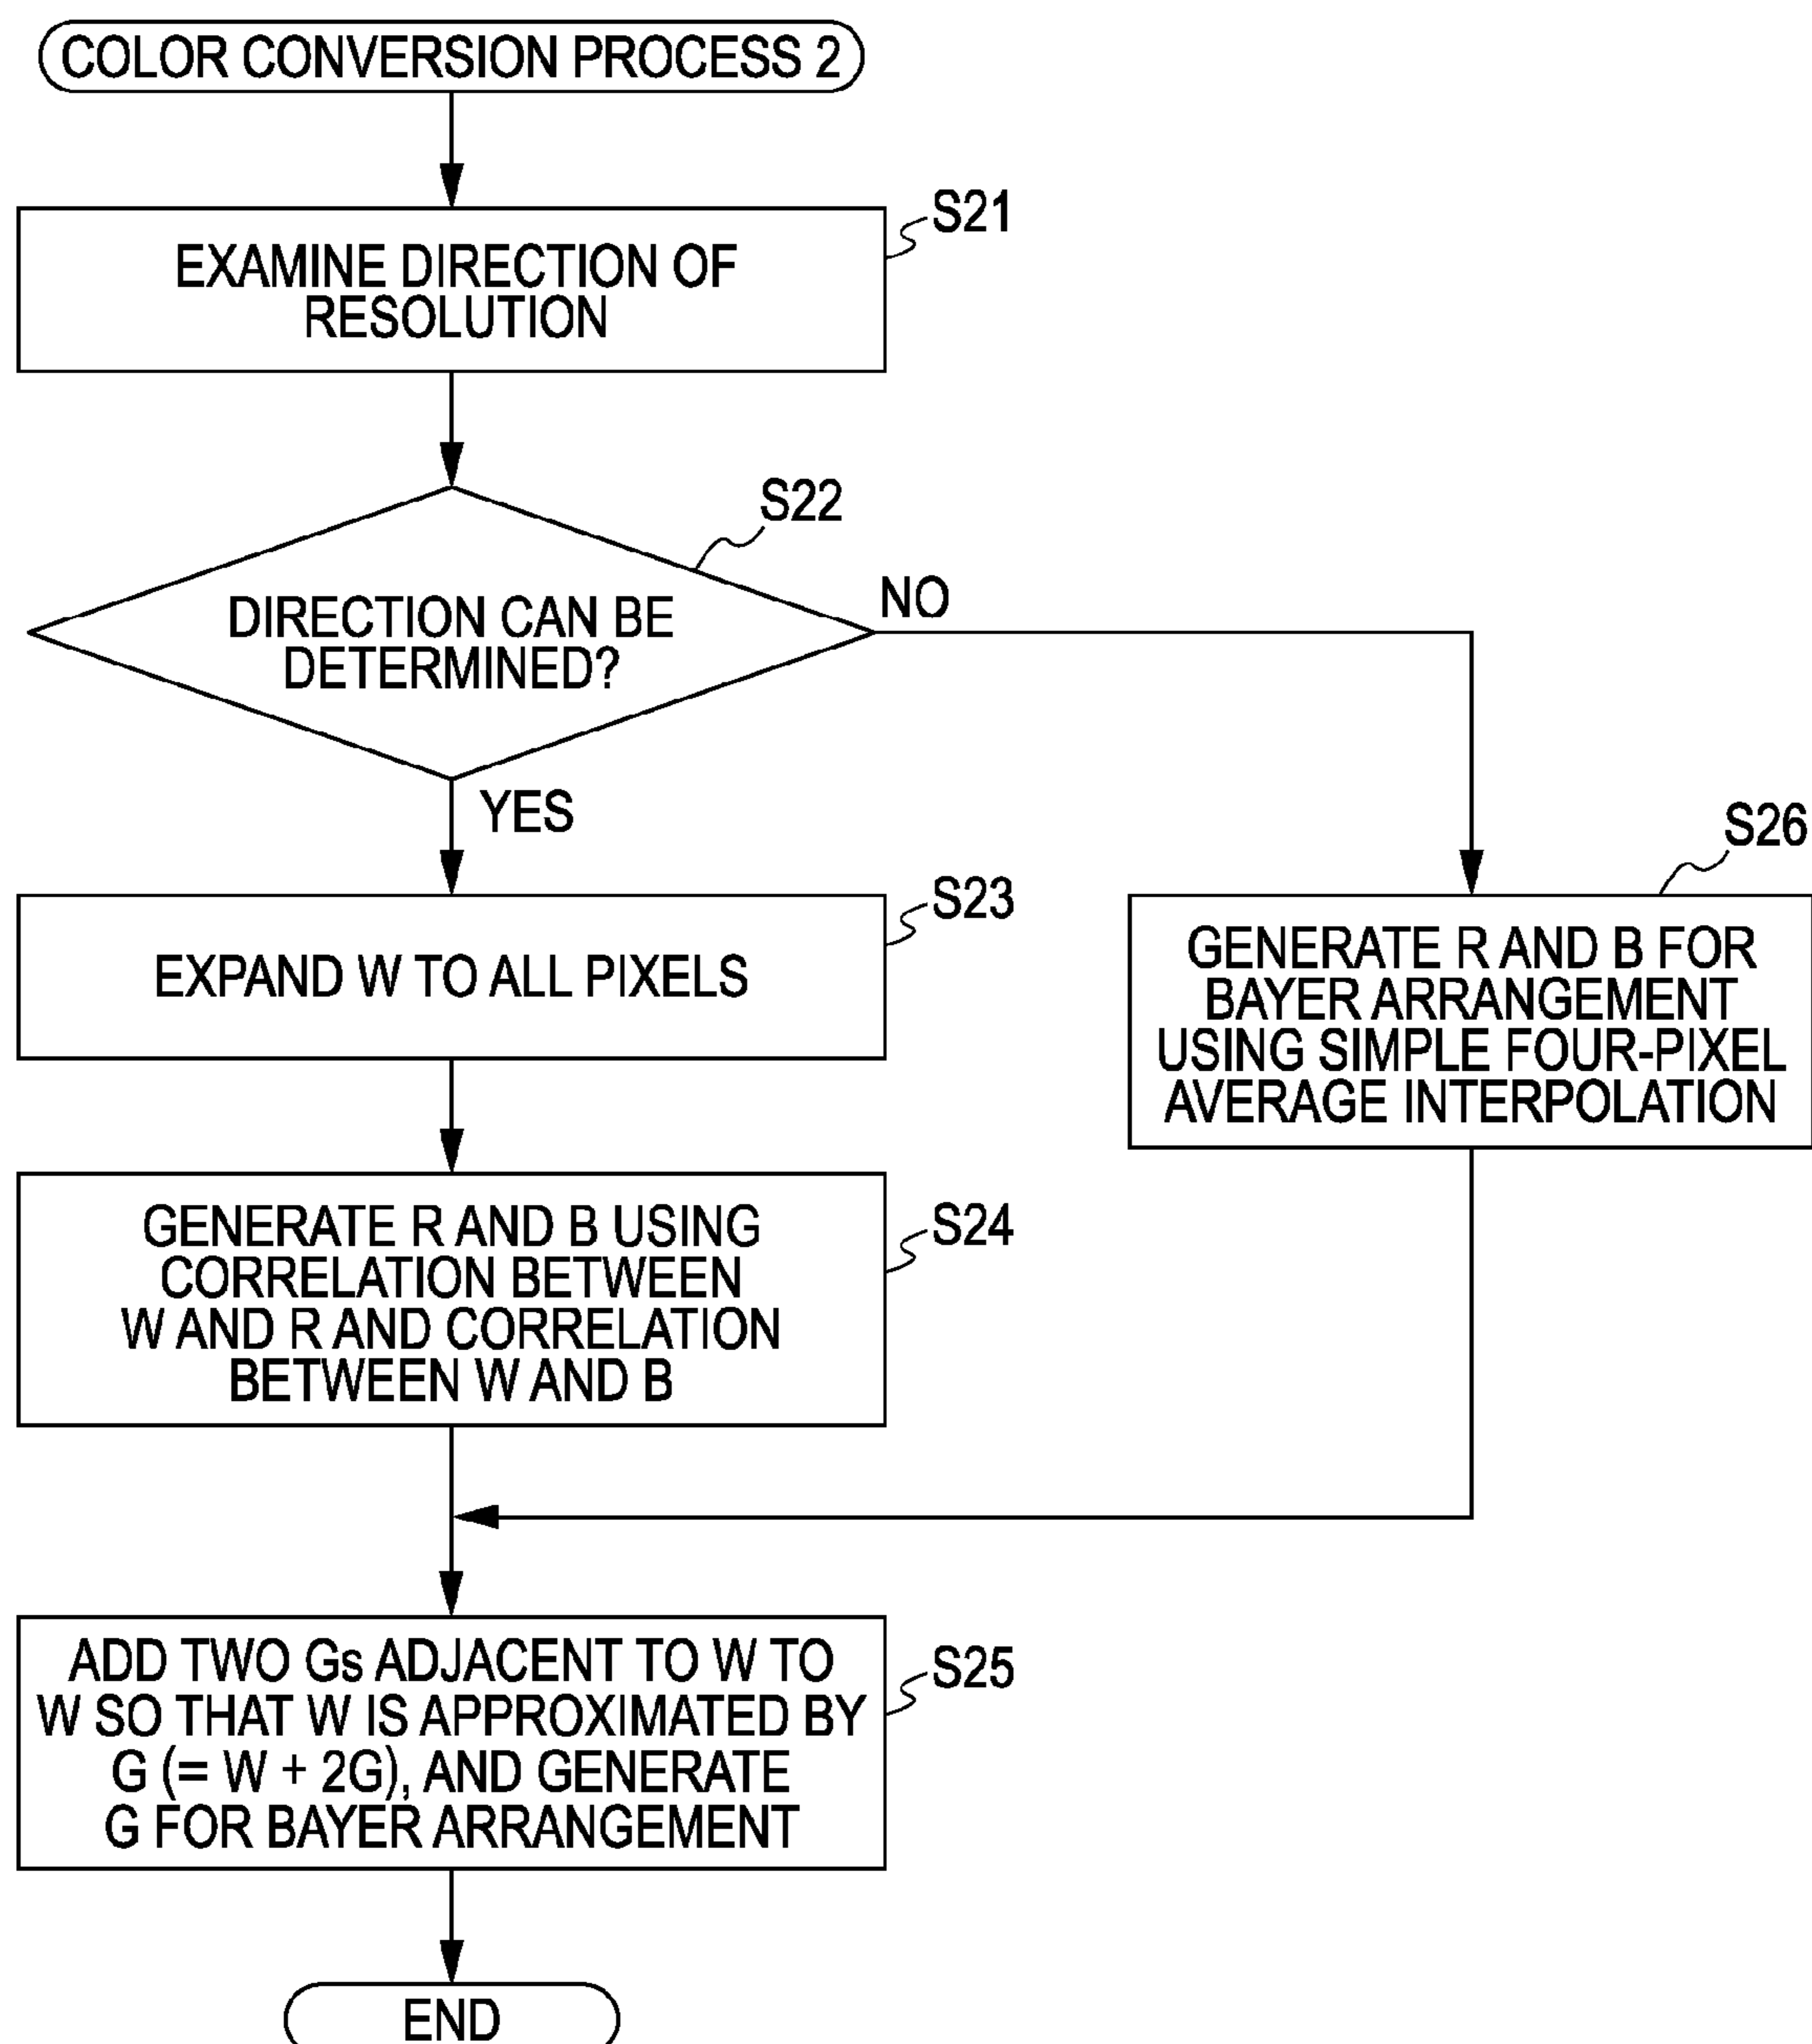 COLOR CONVERSION PROCESS 2
S21
EXAMINE DIRECTION OF
RESOLUTION
S22
DIRECTION CAN BE
DETERMINED?
NO
YES
S23
EXPAND W TO ALL PIXELS
S26
GENERATE R AND B FOR
BAYER ARRANGEMENT
USING SIMPLE FOUR-PIXEL
AVERAGE INTERPOLATION
S24
GENERATE R AND B USING
CORRELATION BETWEEN
W AND R AND CORRELATION
BETWEEN W AND B
S25
ADD TWO Gs ADJACENT TO W TO
W SO THAT W IS APPROXIMATED BY
G (= W + 2G), AND GENERATE
G FOR BAYER ARRANGEMENT
END